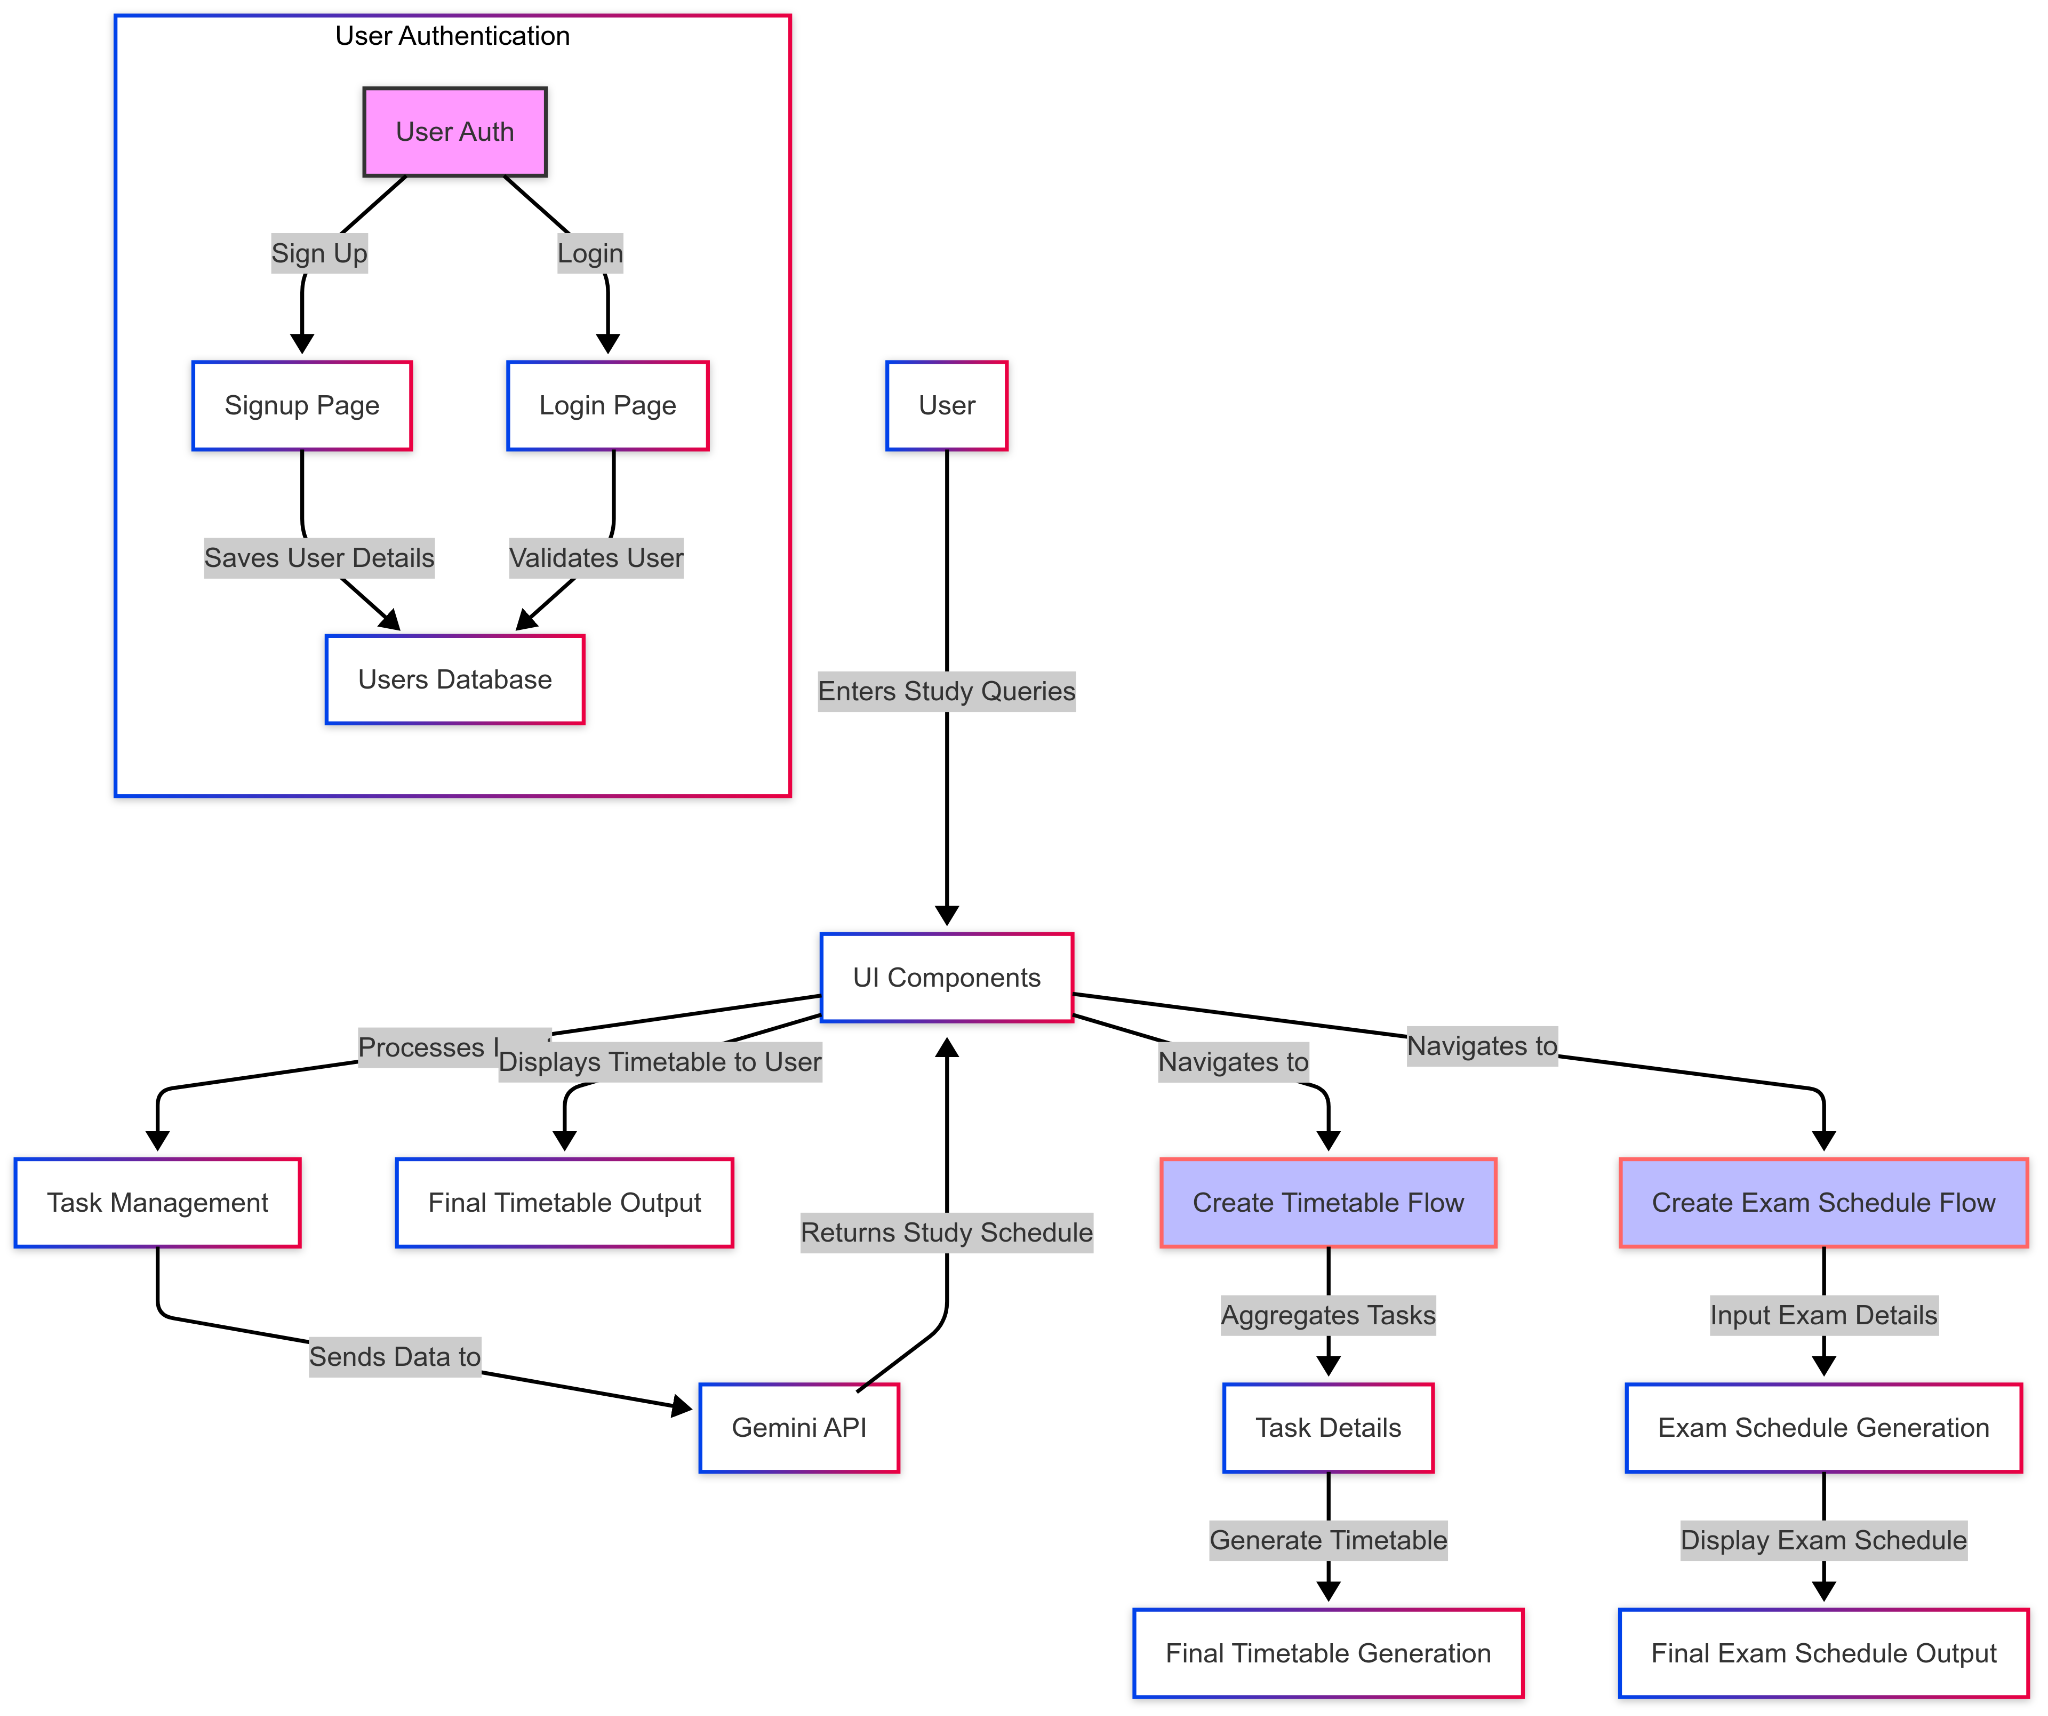 User Authentication
User Auth
Sign Up
Login
Signup Page
Login Page
User
Saves User Details
Validates User
Users Database
Enters Study Queries
UI Components
Processes
Displays Timetable to User
Navigates to
Navigates to
Task Management
Final Timetable Output
Create Timetable Flow
Create Exam Schedule Flow
Returns Study Schedule
Aggregates Tasks
Input Exam Details
Sends Data to
Gemini API
Task Details
Exam Schedule Generation
Generate Timetable
Display Exam Schedule
Final Timetable Generation
Final Exam Schedule Output